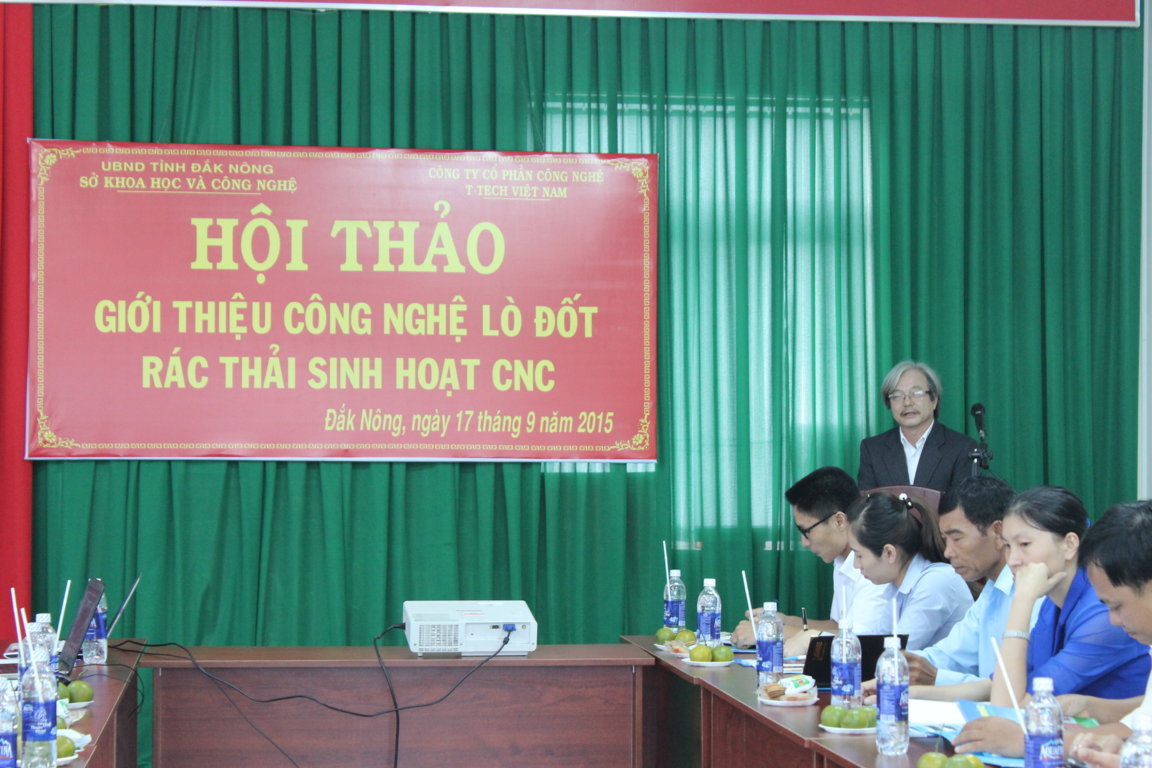 UBND TỈNH ĐẮK NÔNG
SỞ KHOA HỌC VÀ CÔNG NGHỆ
CÔNG TY CỔ PHẦN CÔNG NGHỆ
T-TECH VIỆT NAM
HỘI THẢO
GIỚI THIỆU CÔNG NGHỆ LÒ ĐỐT
RÁC THẢI SINH HOẠT CNC
Đắk Nông, ngày 17 tháng 9 năm 2015